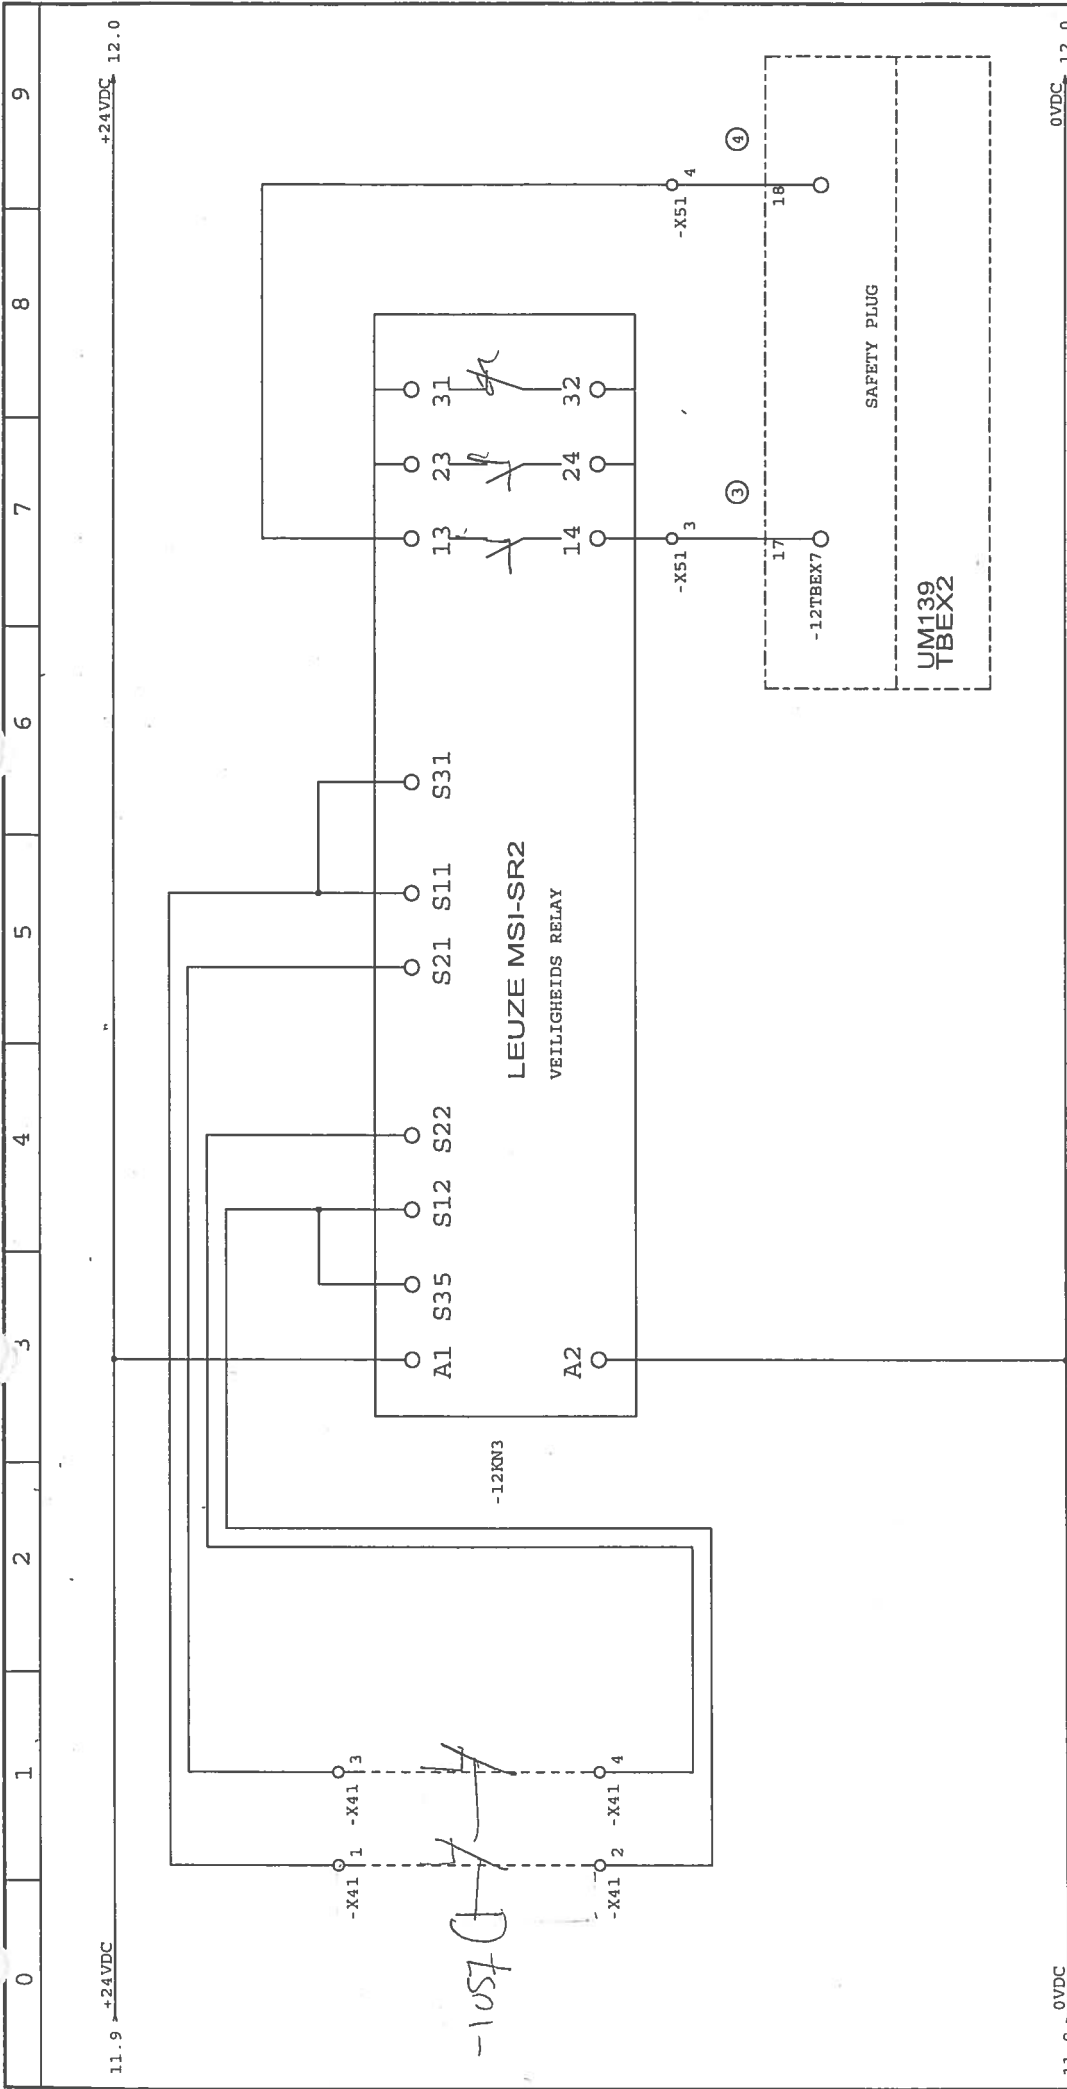 0 1 2 3 4 5 6 7 8 9
11.9 +24VDC
+24VDC 12.0
-X41 1
-X41 3
-1057
-X41 2
-X41 4
-12KN3
A1 S35 S12 S22 S21 S11 S31 13 23 31
LEUZE MSI-SR2
VEILIGHEIDS RELAY
A2 14 24 32
-X51 3
-X51 4
3
4
17
18
-12TBEX7
SAFETY PLUG
UM139
TBEX2
0VDC
0VDC 12.0